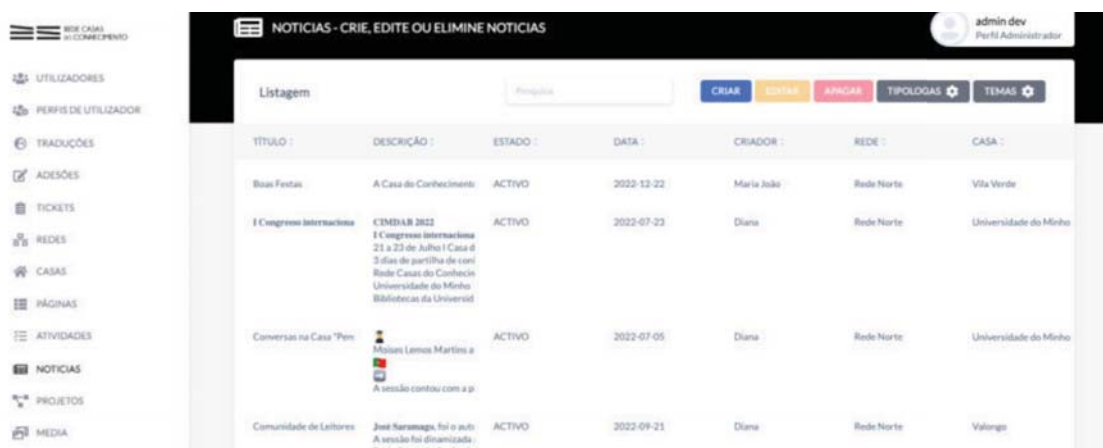 REDE CASAS
DO CONHECIMENTO
NOTICIAS - CRIE, EDITE OU ELIMINE NOTICIAS
admin dev
Perfil Administrador
UTILIZADORES
PERFIS DE UTILIZADOR
TRADUÇÕES
ADESÕES
TICKETS
REDES
CASAS
PÁGINAS
ATIVIDADES
NOTICIAS
PROJETOS
MEDIA
Listagem
Pesquisa
CRIAR EDITAR APAGAR TIPOLOGAS TEMAS
TÍTULO DESCRIÇÃO ESTADO DATA CRIADOR REDE CASA
Boas Festas A Casa do Conhecimento ACTIVO 2022-12-22 Maria João Rede Norte Vila Verde
I Congresso internaciona CIMDAB 2022 ACTIVO 2022-07-23 Diana Rede Norte Universidade do Minho
I Congresso internaciona
21 a 23 de Julho I Casa d
3 dias de partilha de con
Rede Casas do Conhecin
Universidade do Minho
Bibliotecas da Universid
Conversas na Casa "Pen ACTIVO 2022-07-05 Diana Rede Norte Universidade do Minho
Moises Lemos Martins a
A sessão contou com a p
Comunidade de Leitores José Saramago, foi o auto ACTIVO 2022-09-21 Diana Rede Norte Valongo
A sessão foi dinamizada